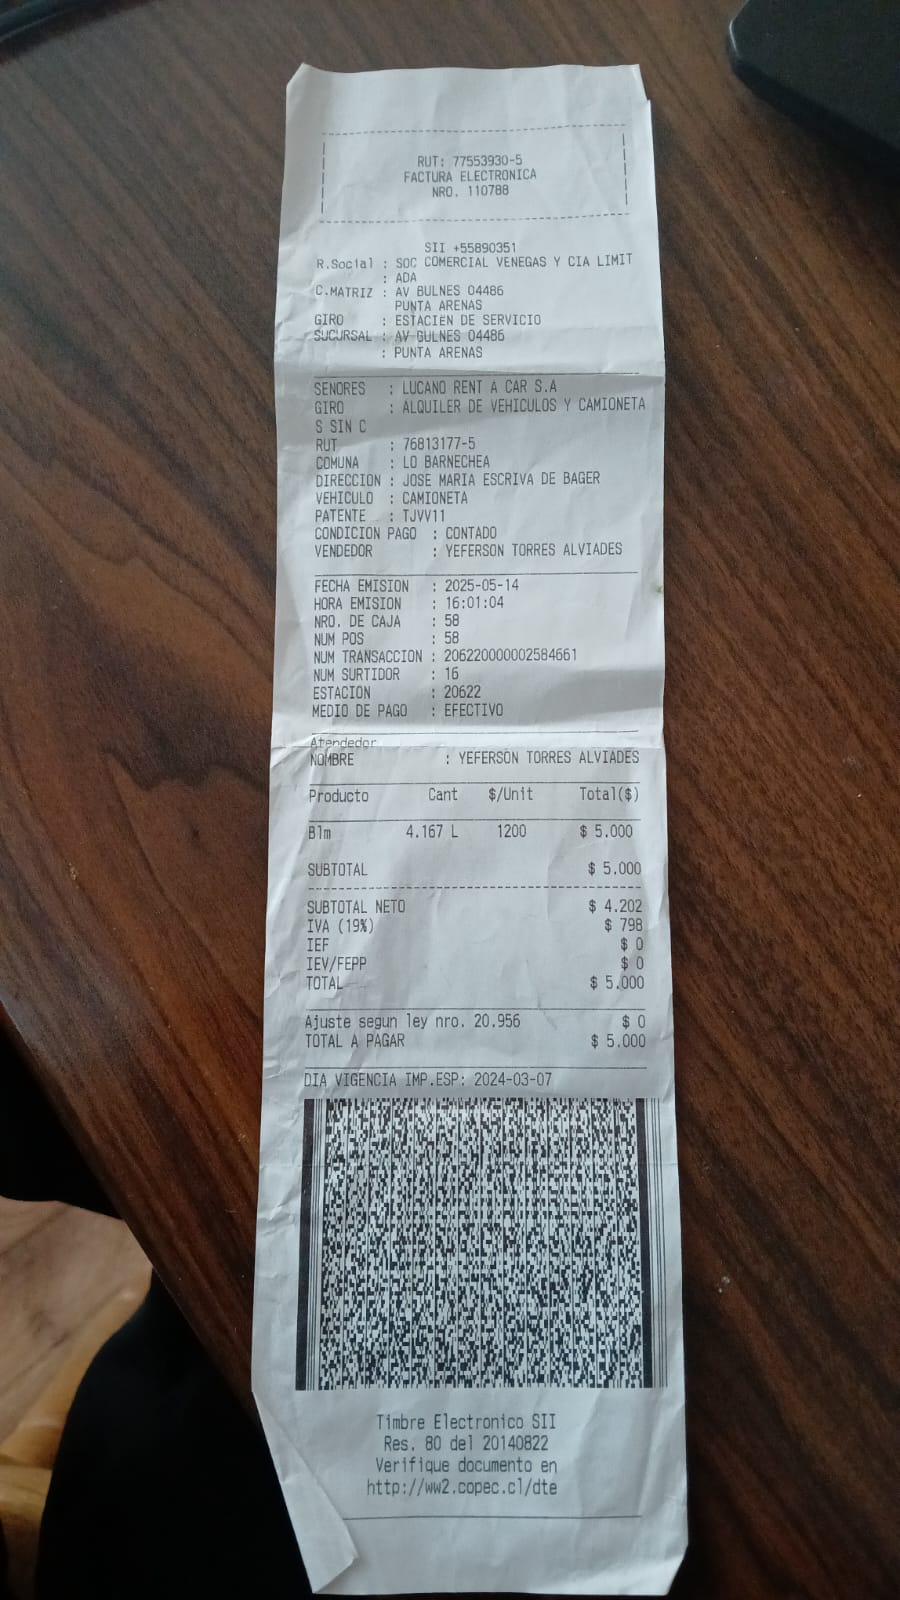 RUT: 77553930-5
FACTURA ELECTRONICA
NRO. 110788
SII +55890351
R.Social : SOC COMERCIAL VENEGAS Y CIA LIMIT
: ADA
C.MATRIZ : AV BULNES 04486
PUNTA ARENAS
GIRO : ESTACIEN DE SERVICIO
SUCURSAL : AV GULNES 04486
: PUNTA ARENAS
SENORES : LUCANO RENT A CAR S.A
GIRO : ALQUILER DE VEHICULOS Y CAMIONETA
S SIN C
RUT : 76813177-5
COMUNA : LO BARNECHEA
DIRECCION : JOSE MARIA ESCRIVA DE BAGER
VEHICULO : CAMIONETA
PATENTE : TJVV11
CONDICION PAGO : CONTADO
VENDEDOR : YEFERSON TORRES ALVIADES
FECHA EMISION : 2025-05-14
HORA EMISION : 16:01:04
NRO. DE CAJA : 58
NUM POS : 58
NUM TRANSACCION : 206220000002584661
NUM SURTIDOR : 16
ESTACION : 20622
MEDIO DE PAGO : EFECTIVO
Atendedor
NOMBRE : YEFERSON TORRES ALVIADES
Producto Cant $/Unit Total($)
Blm 4.167 L 1200 $ 5.000
SUBTOTAL $ 5.000
SUBTOTAL NETO $ 4.202
IVA (19%) $ 798
IEF $ 0
IEV/FEPP $ 0
TOTAL $ 5.000
Ajuste segun ley nro. 20.956 $ 0
TOTAL A PAGAR $ 5.000
DIA VIGENCIA IMP.ESP: 2024-03-07
Timbre Electronico SII
Res. 80 del 20140822
Verifique documento en
http://ww2.copec.cl/dte